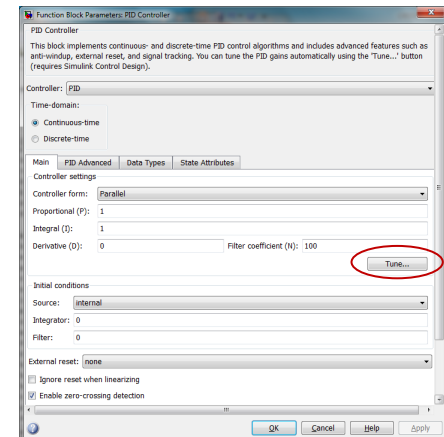 Function Block Parameters: PID Controller
PID Controller
This block implements continuous- and discrete-time PID control algorithms and includes advanced features such as
anti-windup, external reset, and signal tracking. You can tune the PID gains automatically using the 'Tune...' button
(requires Simulink Control Design).
Controller: PID
Time-domain:
Continuous-time
Discrete-time
Main PID Advanced Data Types State Attributes
Controller settings
Controller form: Parallel
Proportional (P): 1
Integral (I): 1
Derivative (D): 0 Filter coefficient (N): 100
Tune...
Initial conditions
Source: internal
Integrator: 0
Filter: 0
External reset: none
Ignore reset when linearizing
Enable zero-crossing detection
OK Cancel Help Apply